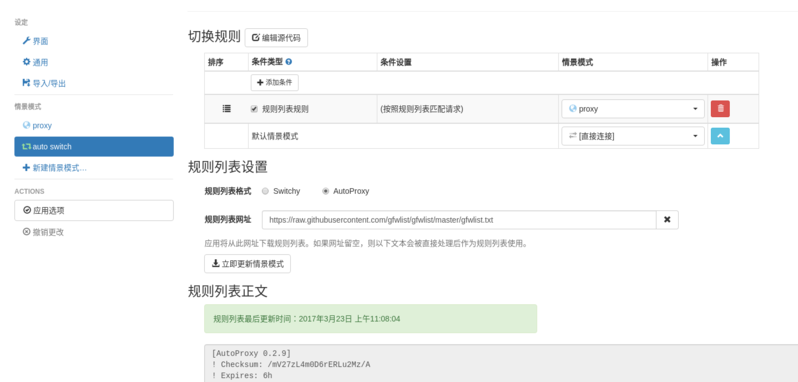 设定
界面
通用
导入/导出
情景模式
proxy
auto switch
新建情景模式…
ACTIONS
应用选项
撤销更改
切换规则 编辑源代码
排序 条件类型 条件设置 情景模式 操作
添加条件
规则列表规则 (按照规则列表匹配请求) proxy
默认情景模式 [直接连接]
规则列表设置
规则列表格式 Switchy AutoProxy
规则列表网址 https://raw.githubusercontent.com/gfwlist/gfwlist/master/gfwlist.txt
应用将从此网址下载规则列表。如果网址留空，则以下文本会被直接处理后作为规则列表使用。
立即更新情景模式
规则列表正文
规则列表最后更新时间：2017年3月23日 上午11:08:04
[AutoProxy 0.2.9]
! Checksum: /mV27zL4m0D6rERLu2Mz/A
! Expires: 6h